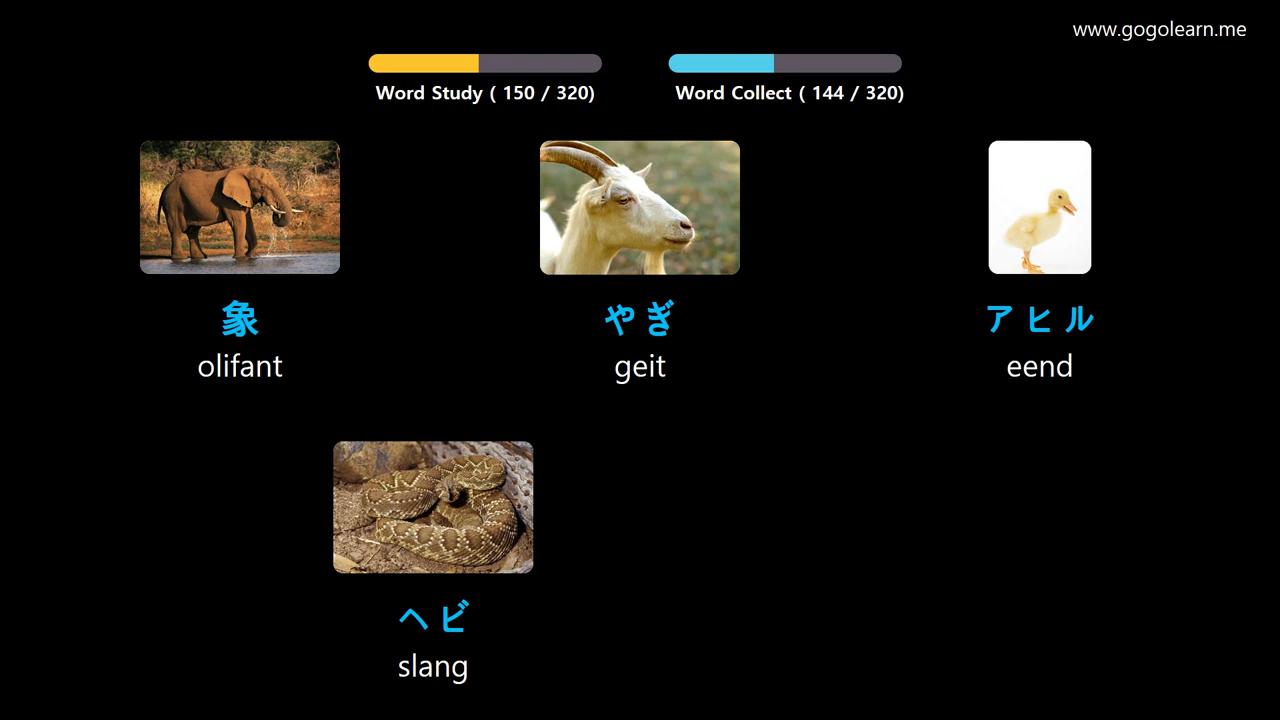 www.gogolearn.me
Word Study ( 150 / 320)
Word Collect ( 144 / 320)
象
olifant
やぎ
geit
アヒル
eend
ヘビ
slang